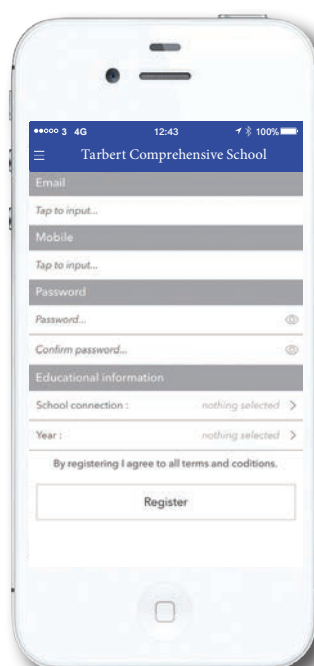 3 4G 12:43 100%
Tarbert Comprehensive School
Email
Tap to input...
Mobile
Tap to input...
Password
Password...
Confirm password...
Educational information
School connection : nothing selected >
Year : nothing selected >
By registering I agree to all terms and coditions.
Register